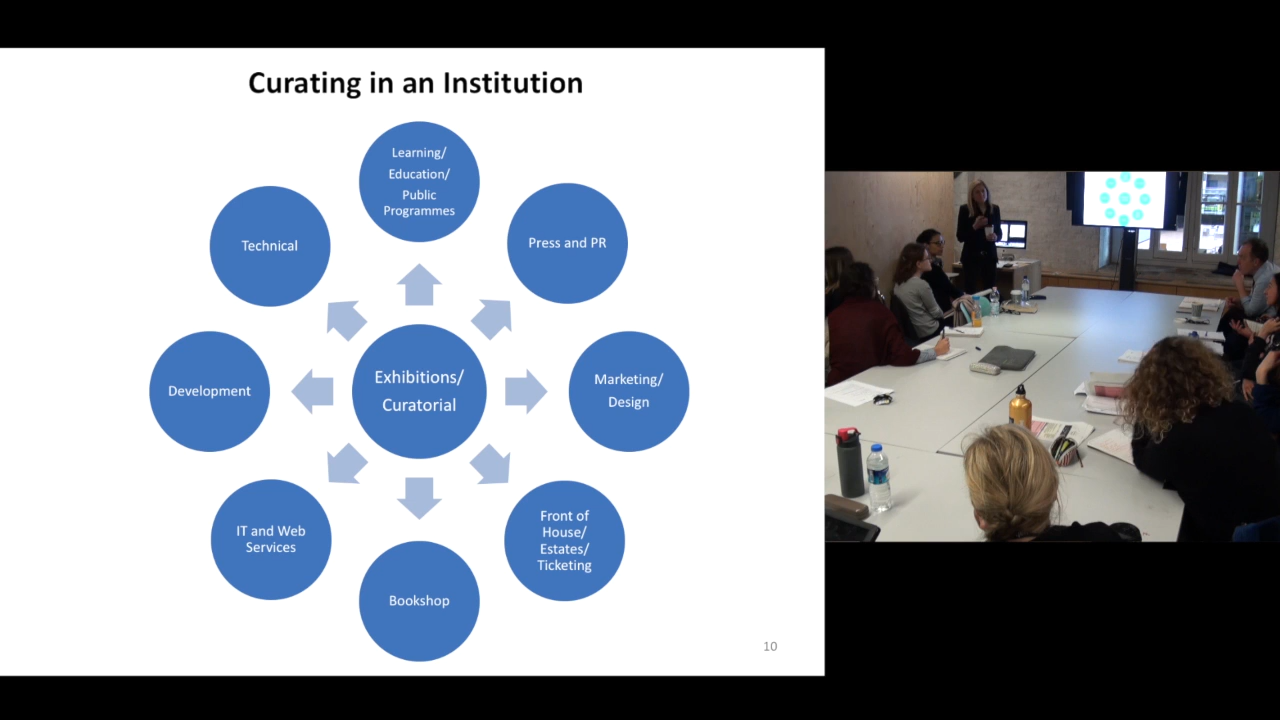 Curating in an Institution
Learning/
Education/
Public
Programmes
Press and PR
Marketing/
Design
Front of
House/
Estates/
Ticketing
Bookshop
IT and Web
Services
Development
Technical
Exhibitions/
Curatorial
10